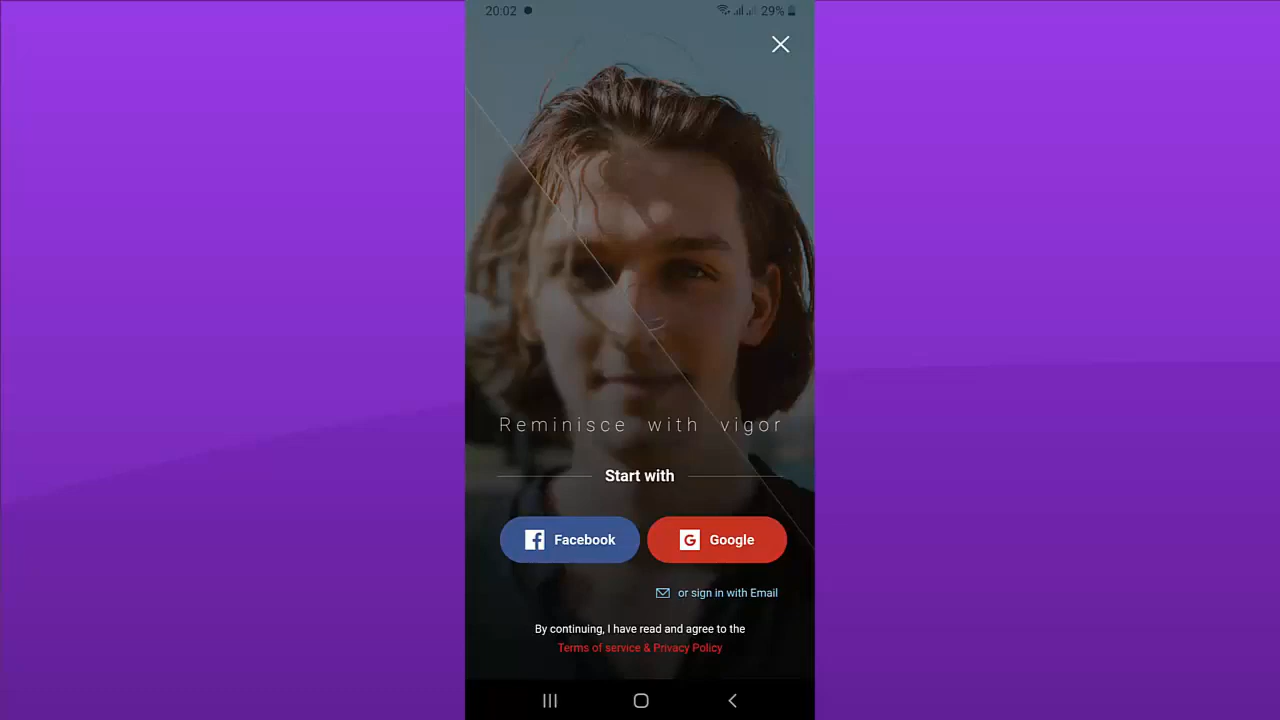 20:02
29%
Reminisce with vigor
Start with
Facebook
G Google
or sign in with Email
By continuing, I have read and agree to the
Terms of service & Privacy Policy